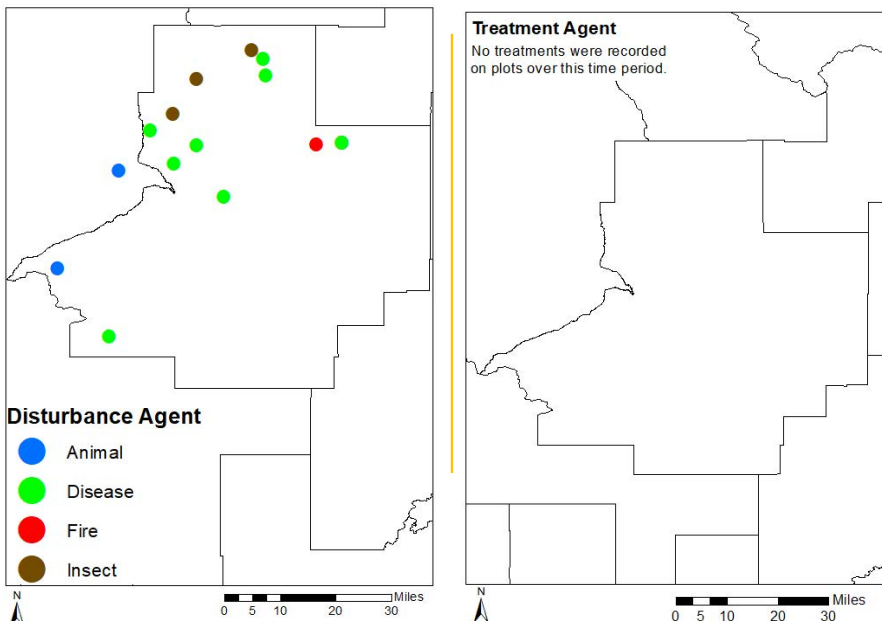 Disturbance Agent
Animal
Disease
Fire
Insect
N
0 5 10 20 30 Miles
Treatment Agent
No treatments were recorded
on plots over this time period.
N
0 5 10 20 30 Miles